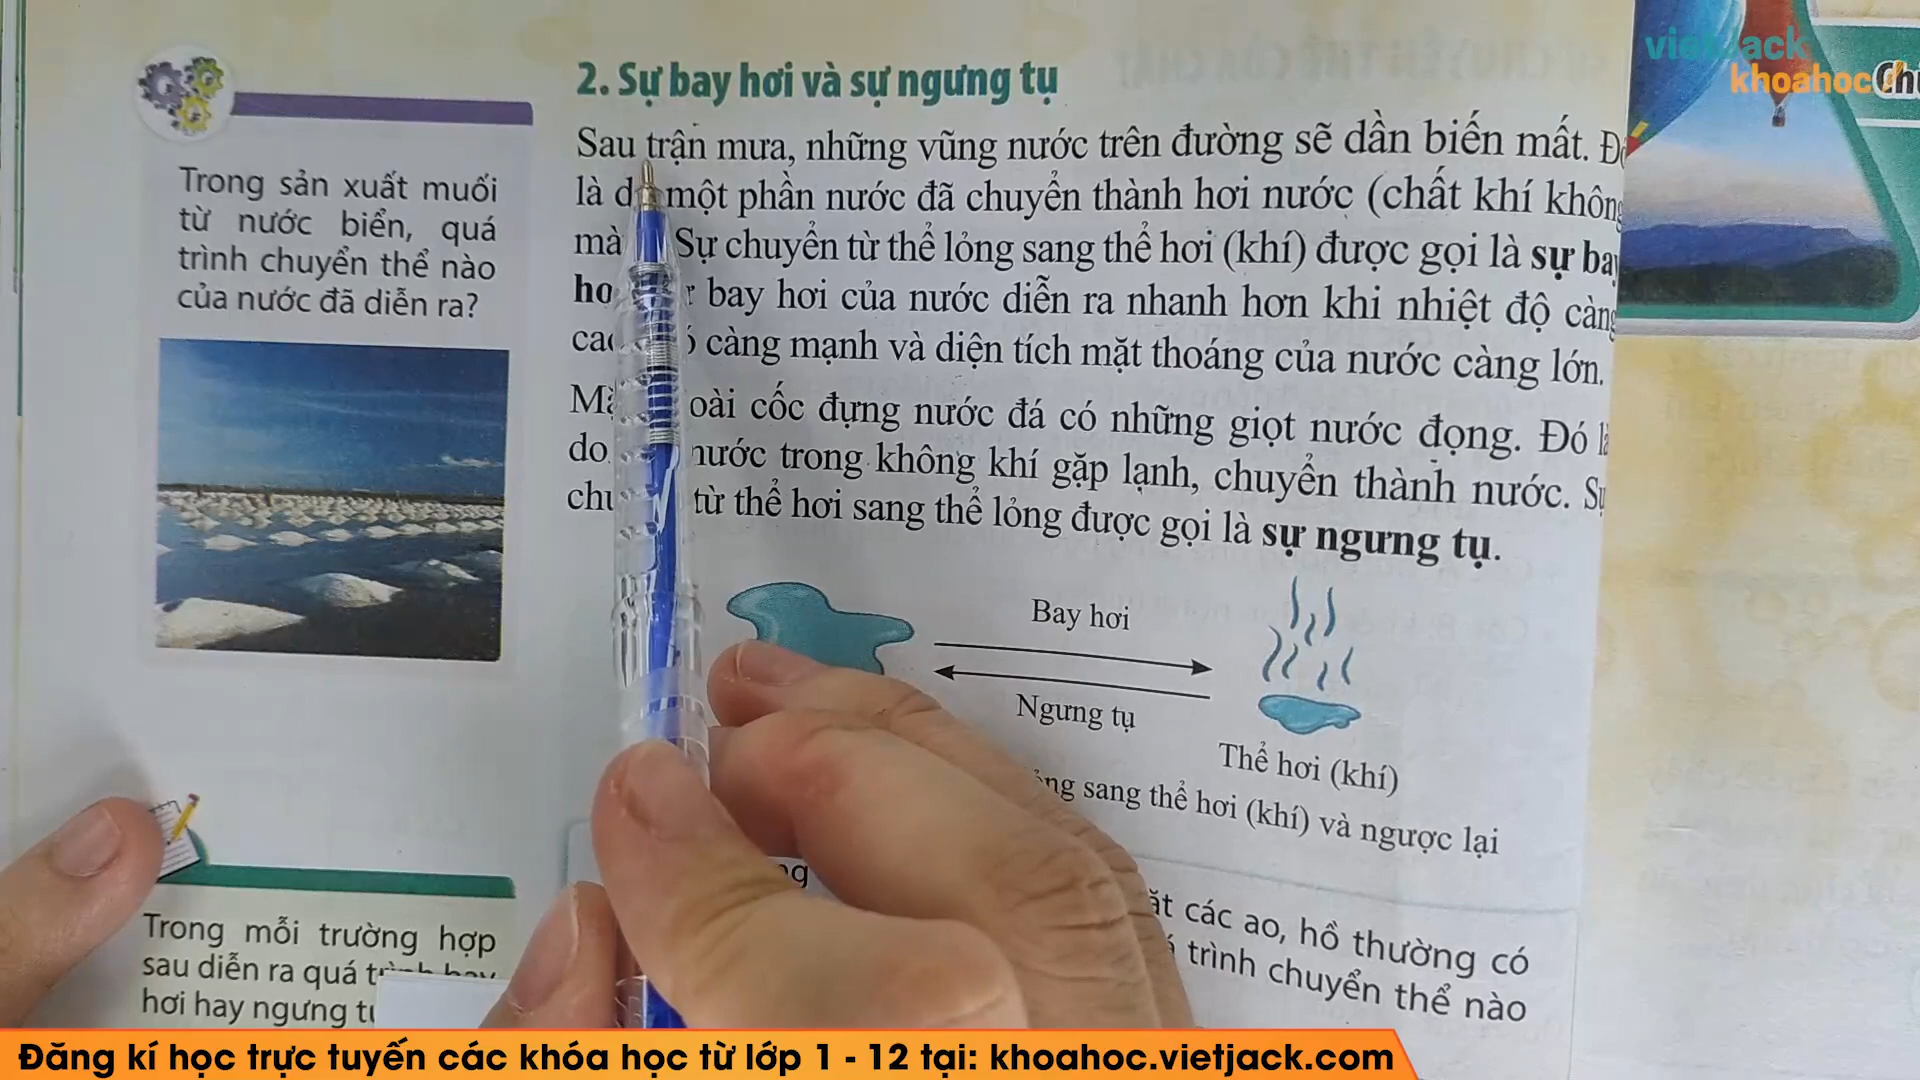 vietjack
khoahoc
2. Sự bay hơi và sự ngưng tụ
Sau trận mưa, những vũng nước trên đường sẽ dần biến mất.
là một phần nước đã chuyển thành hơi nước (chất khí không
Sự chuyển từ thể lỏng sang thể hơi (khí) được gọi là sự bay
bay hơi của nước diễn ra nhanh hơn khi nhiệt độ càng
càng mạnh và diện tích mặt thoáng của nước càng lớn.
cốc đựng nước đá có những giọt nước đọng. Đó
nước trong không khí gặp lạnh, chuyển thành nước.
từ thể hơi sang thể lỏng được gọi là sự ngưng tụ.
Bay hơi
Ngưng tụ
Thể hơi (khí)
sang thể hơi (khí) và ngược lại
các ao, hồ thường có
trình chuyển thể nào
Trong sản xuất muối
từ nước biển, quá
trình chuyển thể nào
của nước đã diễn ra?
Trong mỗi trường hợp
sau diễn ra quá
hơi hay ngưng
Đăng kí học trực tuyến các khóa học từ lớp 1 - 12 tại: khoahoc.vietjack.com